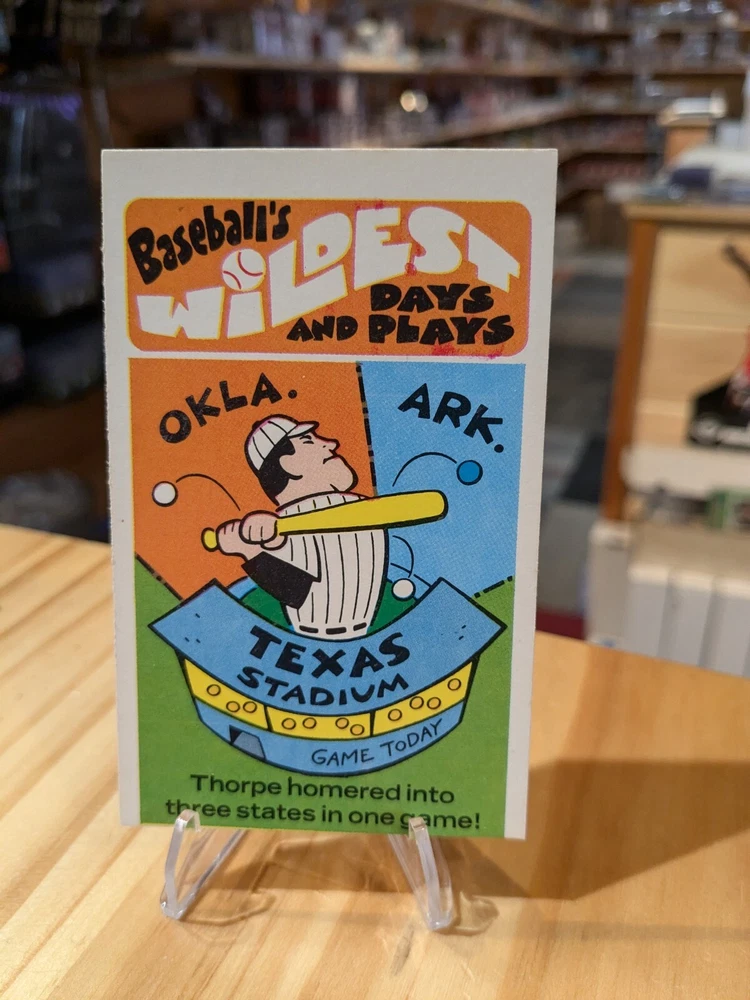 Baseball's
WiLDEST
DAYS
AND PLAYS
OKLA.
ARK.
TEXAS
STADIUM
GAME TODAY
Thorpe homered into
three states in one game!